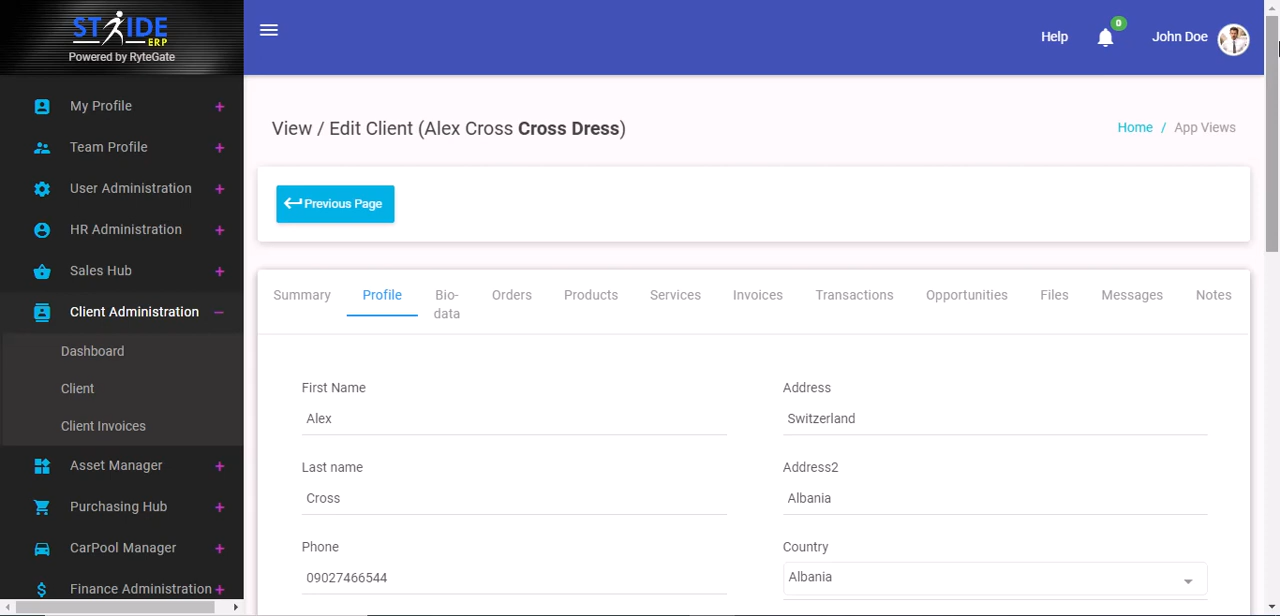 STRIDE
ERP
Powered by RyteGate
Help
0
John Doe
My Profile +
Team Profile +
User Administration +
HR Administration +
Sales Hub +
Client Administration −
Dashboard
Client
Client Invoices
Asset Manager +
Purchasing Hub +
CarPool Manager +
Finance Administration +
View / Edit Client (Alex Cross Cross Dress)
Home / App Views
Previous Page
Summary Profile Bio-data Orders Products Services Invoices Transactions Opportunities Files Messages Notes
First Name
Alex
Address
Switzerland
Last name
Cross
Address2
Albania
Phone
09027466544
Country
Albania